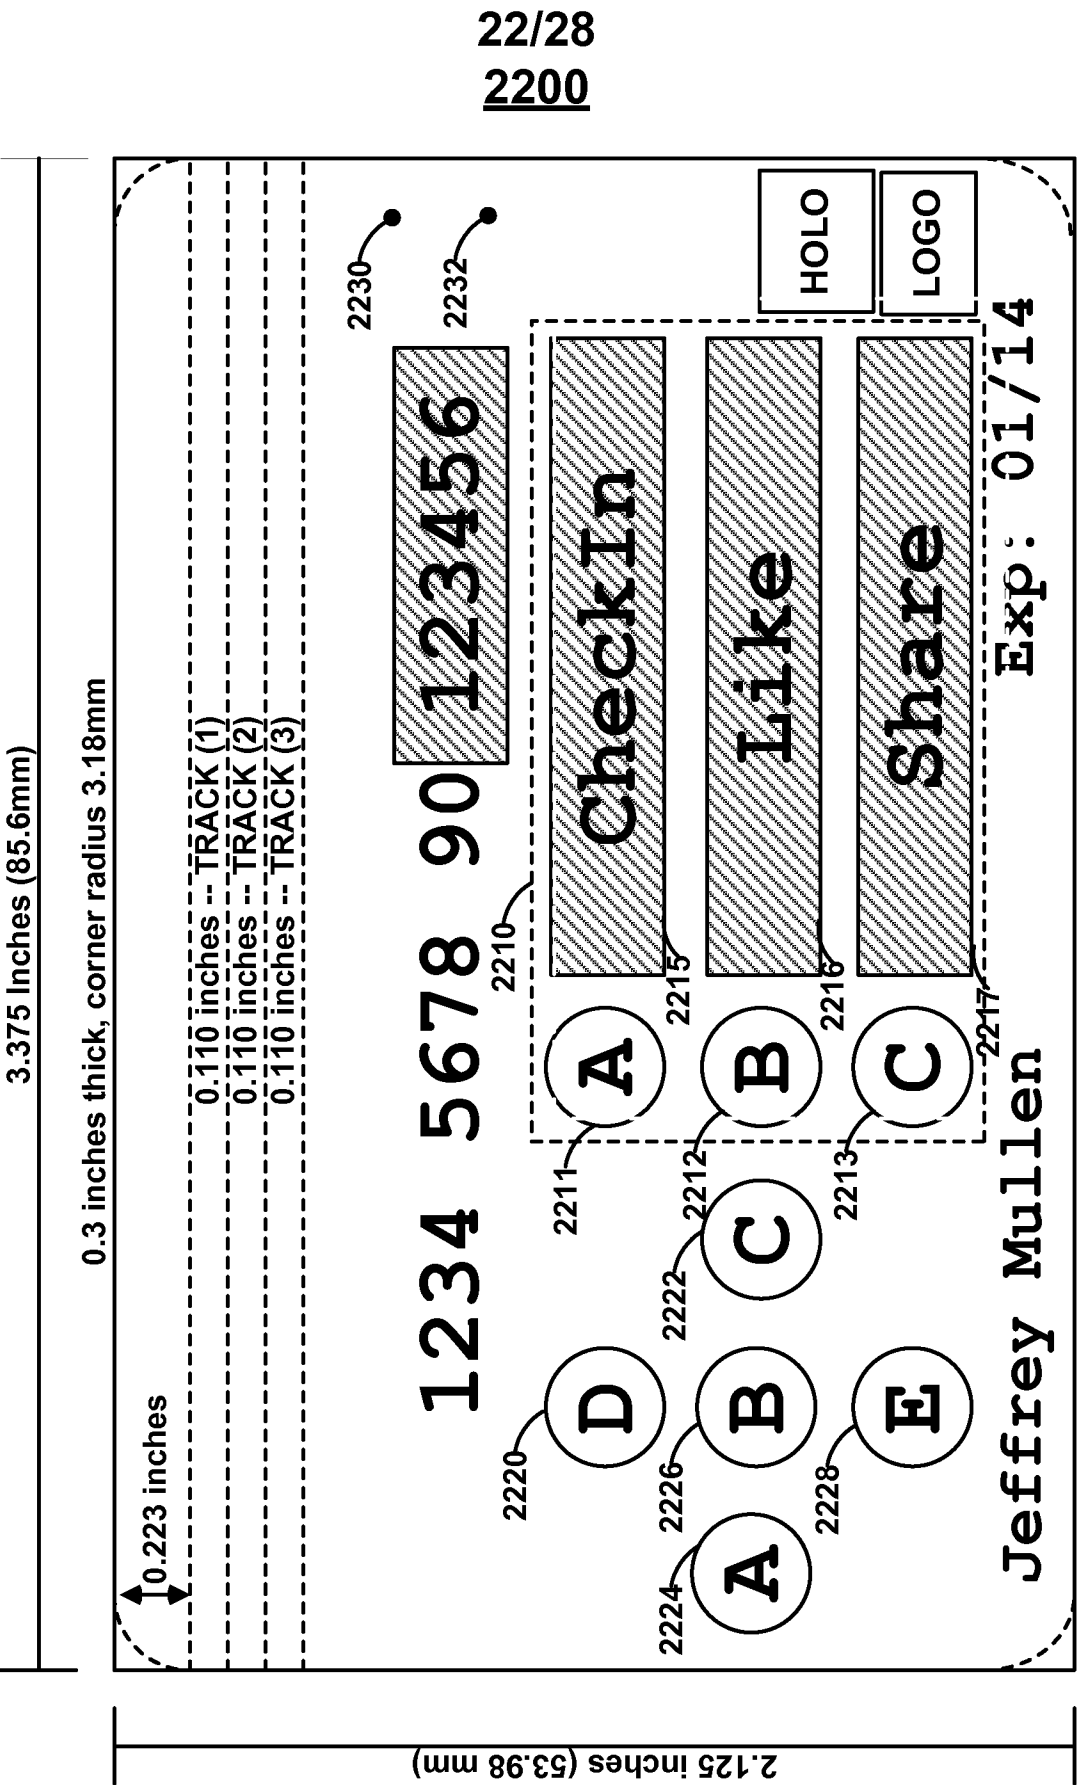 22/28
2200
3.375 Inches (85.6mm)
0.3 inches thick, corner radius 3.18mm
0.223 inches
0.110 inches -- TRACK (1)
0.110 inches -- TRACK (2)
0.110 inches -- TRACK (3)
2230
2232
1234 5678 90 123456
2210
2220
D
2211
A
CheckIn
2215
2222
C
2212
B
Like
2216
2224
A
2226
B
2228
E
2213
C
Share
2217
HOLO
LOGO
Jeffrey Mullen
Exp: 01/14
2.125 inches (53.98 mm)